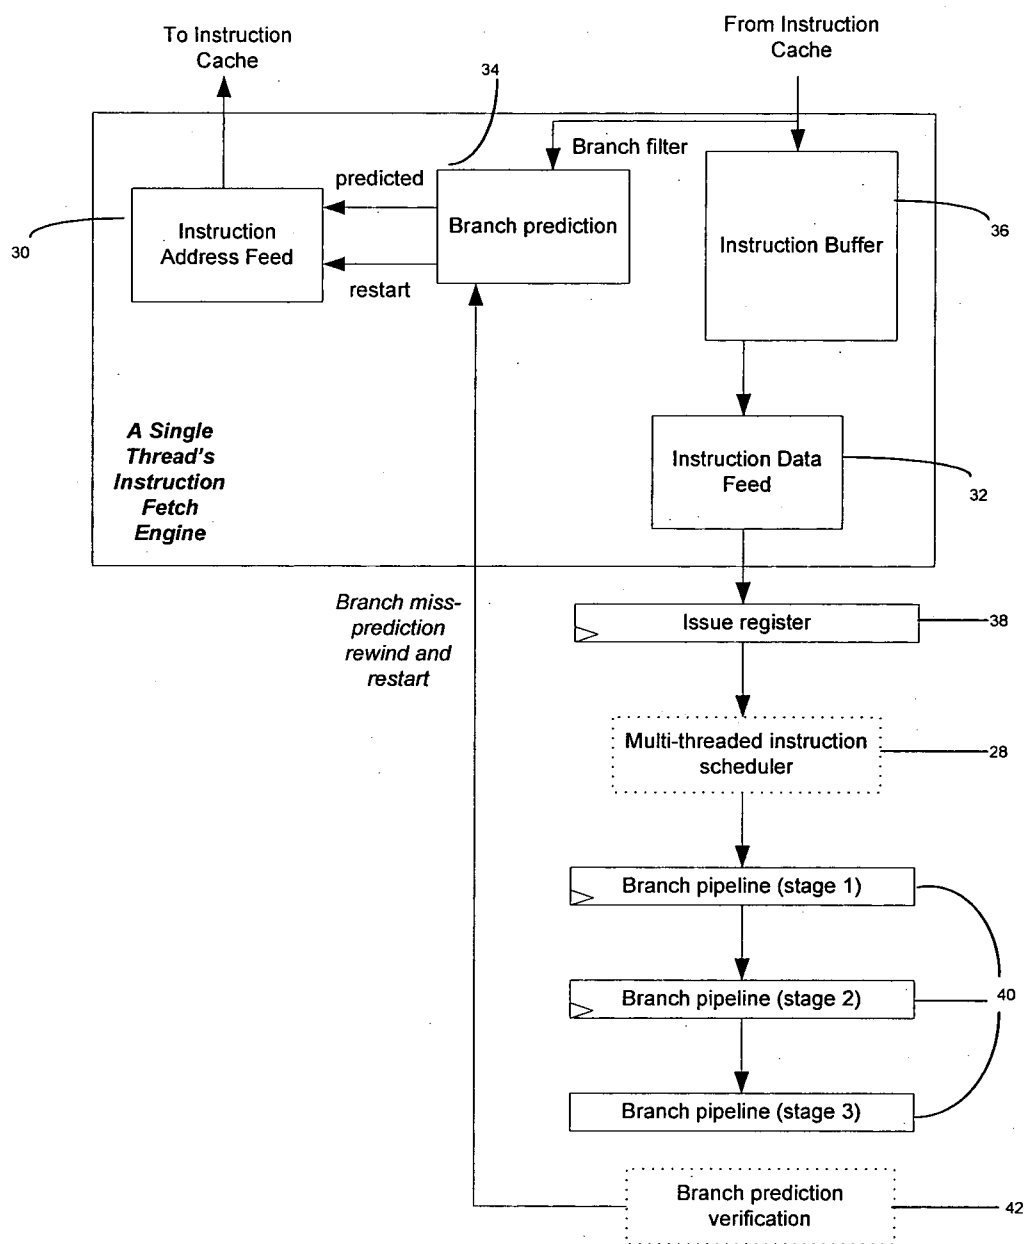 To Instruction
Cache
From Instruction
Cache
34
Branch filter
predicted
30
Instruction
Address Feed
Branch prediction
Instruction Buffer
36
restart
A Single
Thread's
Instruction
Fetch
Engine
Instruction Data
Feed
32
Branch miss-
prediction
rewind and
restart
Issue register
38
Multi-threaded instruction
scheduler
28
Branch pipeline (stage 1)
Branch pipeline (stage 2)
40
Branch pipeline (stage 3)
Branch prediction
verification
42